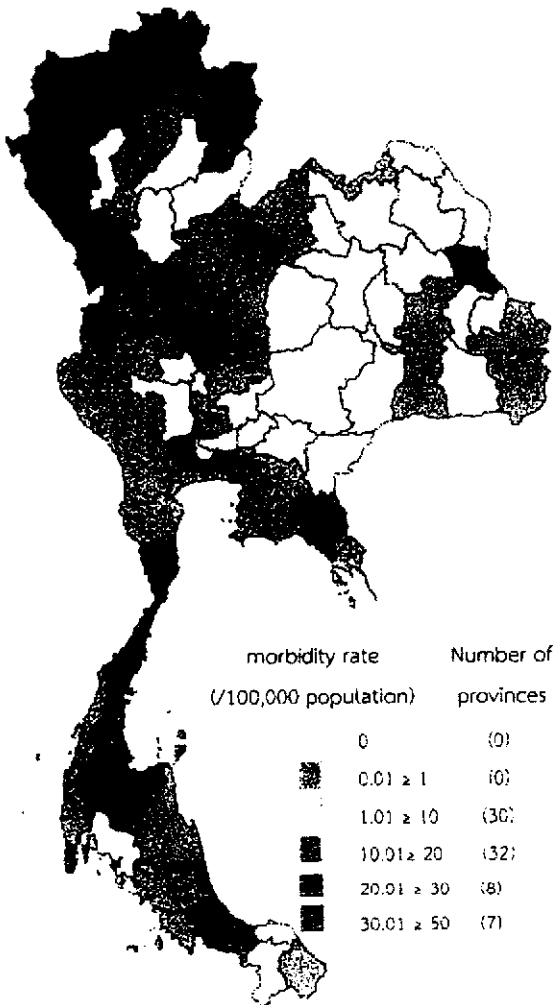 morbidity rate Number of
(/100,000 population) provinces
0 (0)
0.01 ≥ 1 (0)
1.01 ≥ 10 (30)
10.01 ≥ 20 (32)
20.01 ≥ 30 (8)
30.01 ≥ 50 (7)